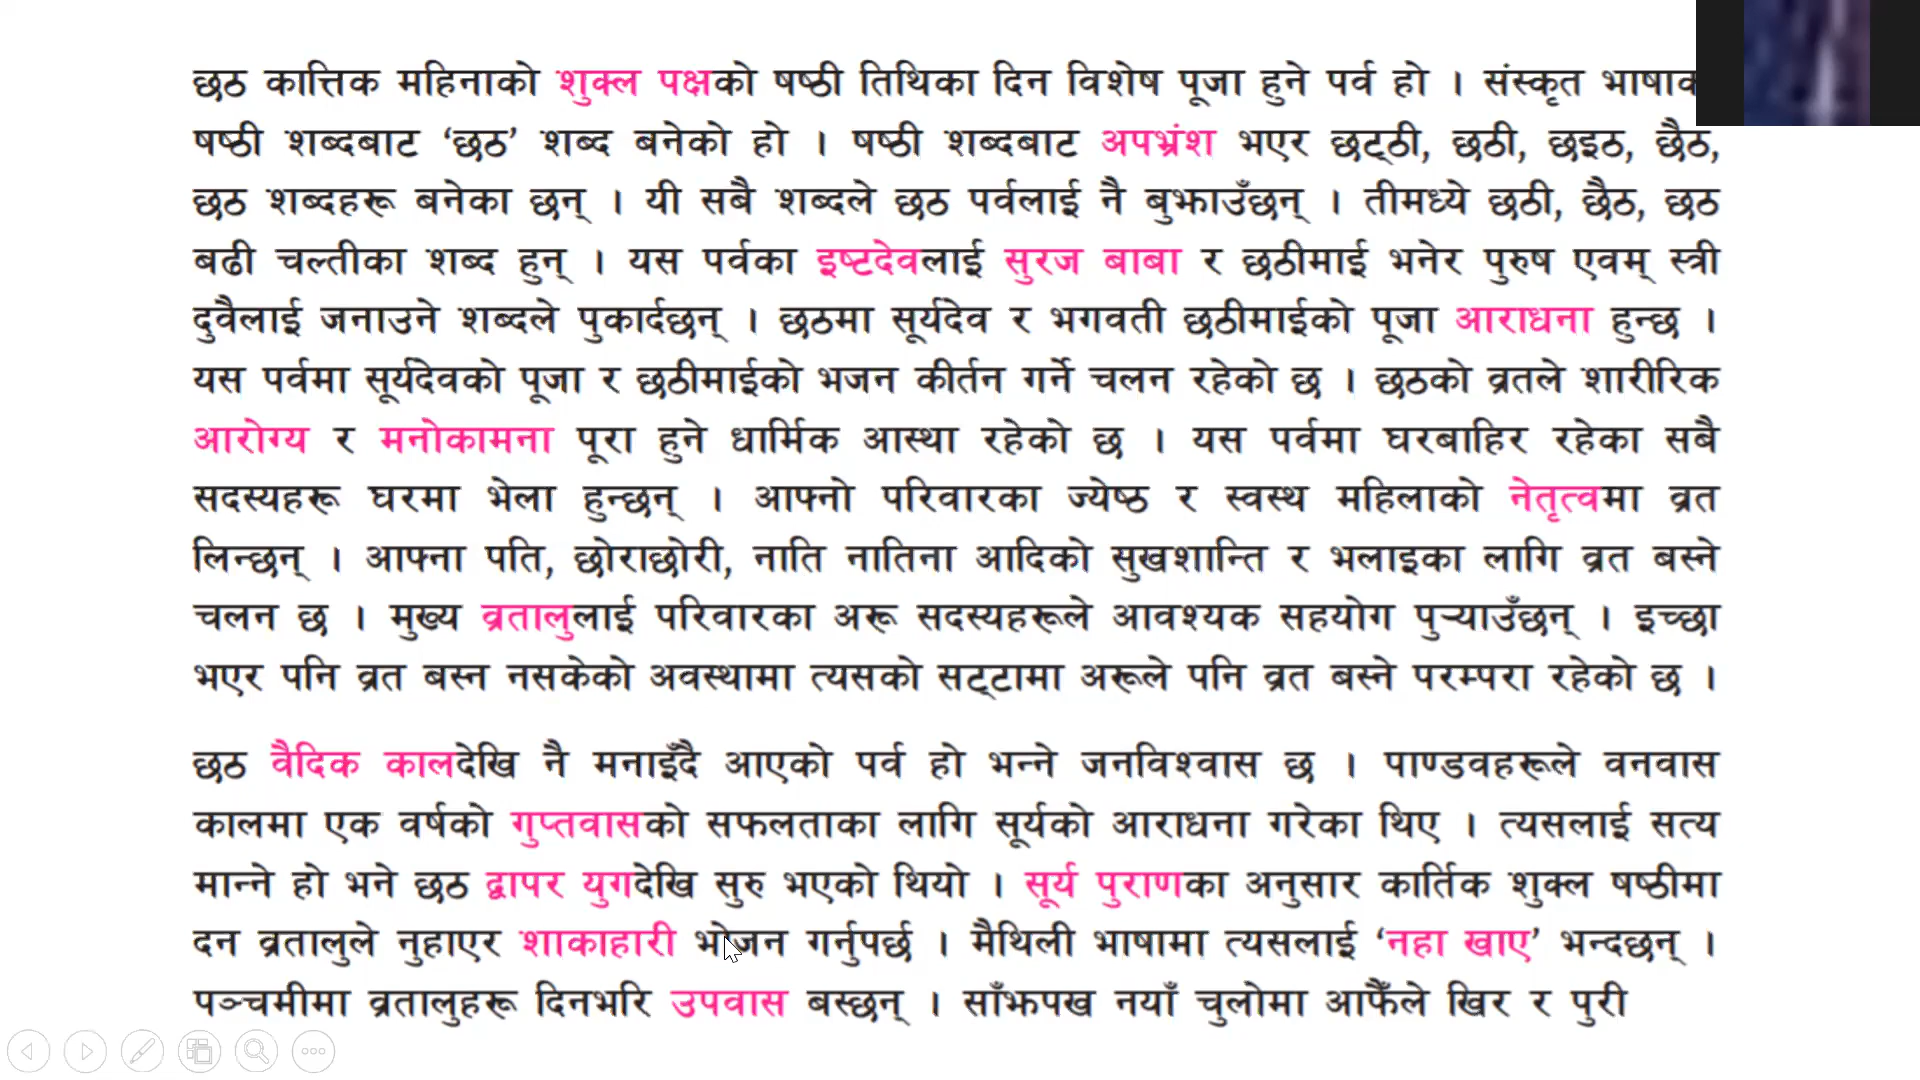 छठ कात्तिक महिनाको शुक्ल पक्षको षष्ठी तिथिका दिन विशेष पूजा हुने पर्व हो । संस्कृत
षष्ठी शब्दबाट ‘छठ’ शब्द बनेको हो । षष्ठी शब्दबाट अपभ्रंश भएर छट्ठी, छठी, छइठ, छैठ,
छठ शब्दहरू बनेका छन् । यी सबै शब्दले छठ पर्वलाई नै बुझाउँछन् । तीमध्ये छठी, छैठ, छठ
बढी चल्तीका शब्द हुन् । यस पर्वका इष्टदेवलाई सुरज बाबा र छठीमाई भनेर पुरुष एवम् स्त्री
दुवैलाई जनाउने शब्दले पुकार्दछन् । छठमा सूर्यदेव र भगवती छठीमाईको पूजा आराधना हुन्छ ।
यस पर्वमा सूर्यदेवको पूजा र छठीमाईको भजन कीर्तन गर्ने चलन रहेको छ । छठको व्रतले शारीरिक
आरोग्य र मनोकामना पूरा हुने धार्मिक आस्था रहेको छ । यस पर्वमा घरबाहिर रहेका सबै
सदस्यहरू घरमा भेला हुन्छन् । आफ्नो परिवारका ज्येष्ठ र स्वस्थ महिलाको नेतृत्वमा व्रत
लिन्छन् । आफ्ना पति, छोराछोरी, नाति नातिना आदिको सुखशान्ति र भलाइका लागि व्रत बस्ने
चलन छ । मुख्य व्रतालुलाई परिवारका अरू सदस्यहरूले आवश्यक सहयोग पुऱ्याउँछन् । इच्छा
भएर पनि व्रत बस्न नसकेको अवस्थामा त्यसको सट्टामा अरूले पनि व्रत बस्ने परम्परा रहेको छ ।
छठ वैदिक कालदेखि नै मनाइँदै आएको पर्व हो भन्ने जनविश्वास छ । पाण्डवहरूले वनवास
कालमा एक वर्षको गुप्तवासको सफलताका लागि सूर्यको आराधना गरेका थिए । त्यसलाई सत्य
मान्ने हो भने छठ द्वापर युगदेखि सुरु भएको थियो । सूर्य पुराणका अनुसार कार्तिक शुक्ल षष्ठीमा
दन व्रतालुले नुहाएर शाकाहारी भोजन गर्नुपर्छ । मैथिली भाषामा त्यसलाई ‘नहा खाए’ भन्दछन् ।
पञ्चमीमा व्रतालुहरू दिनभरि उपवास बस्छन् । साँझपख नयाँ चुलोमा आफैँले खिर र पुरी